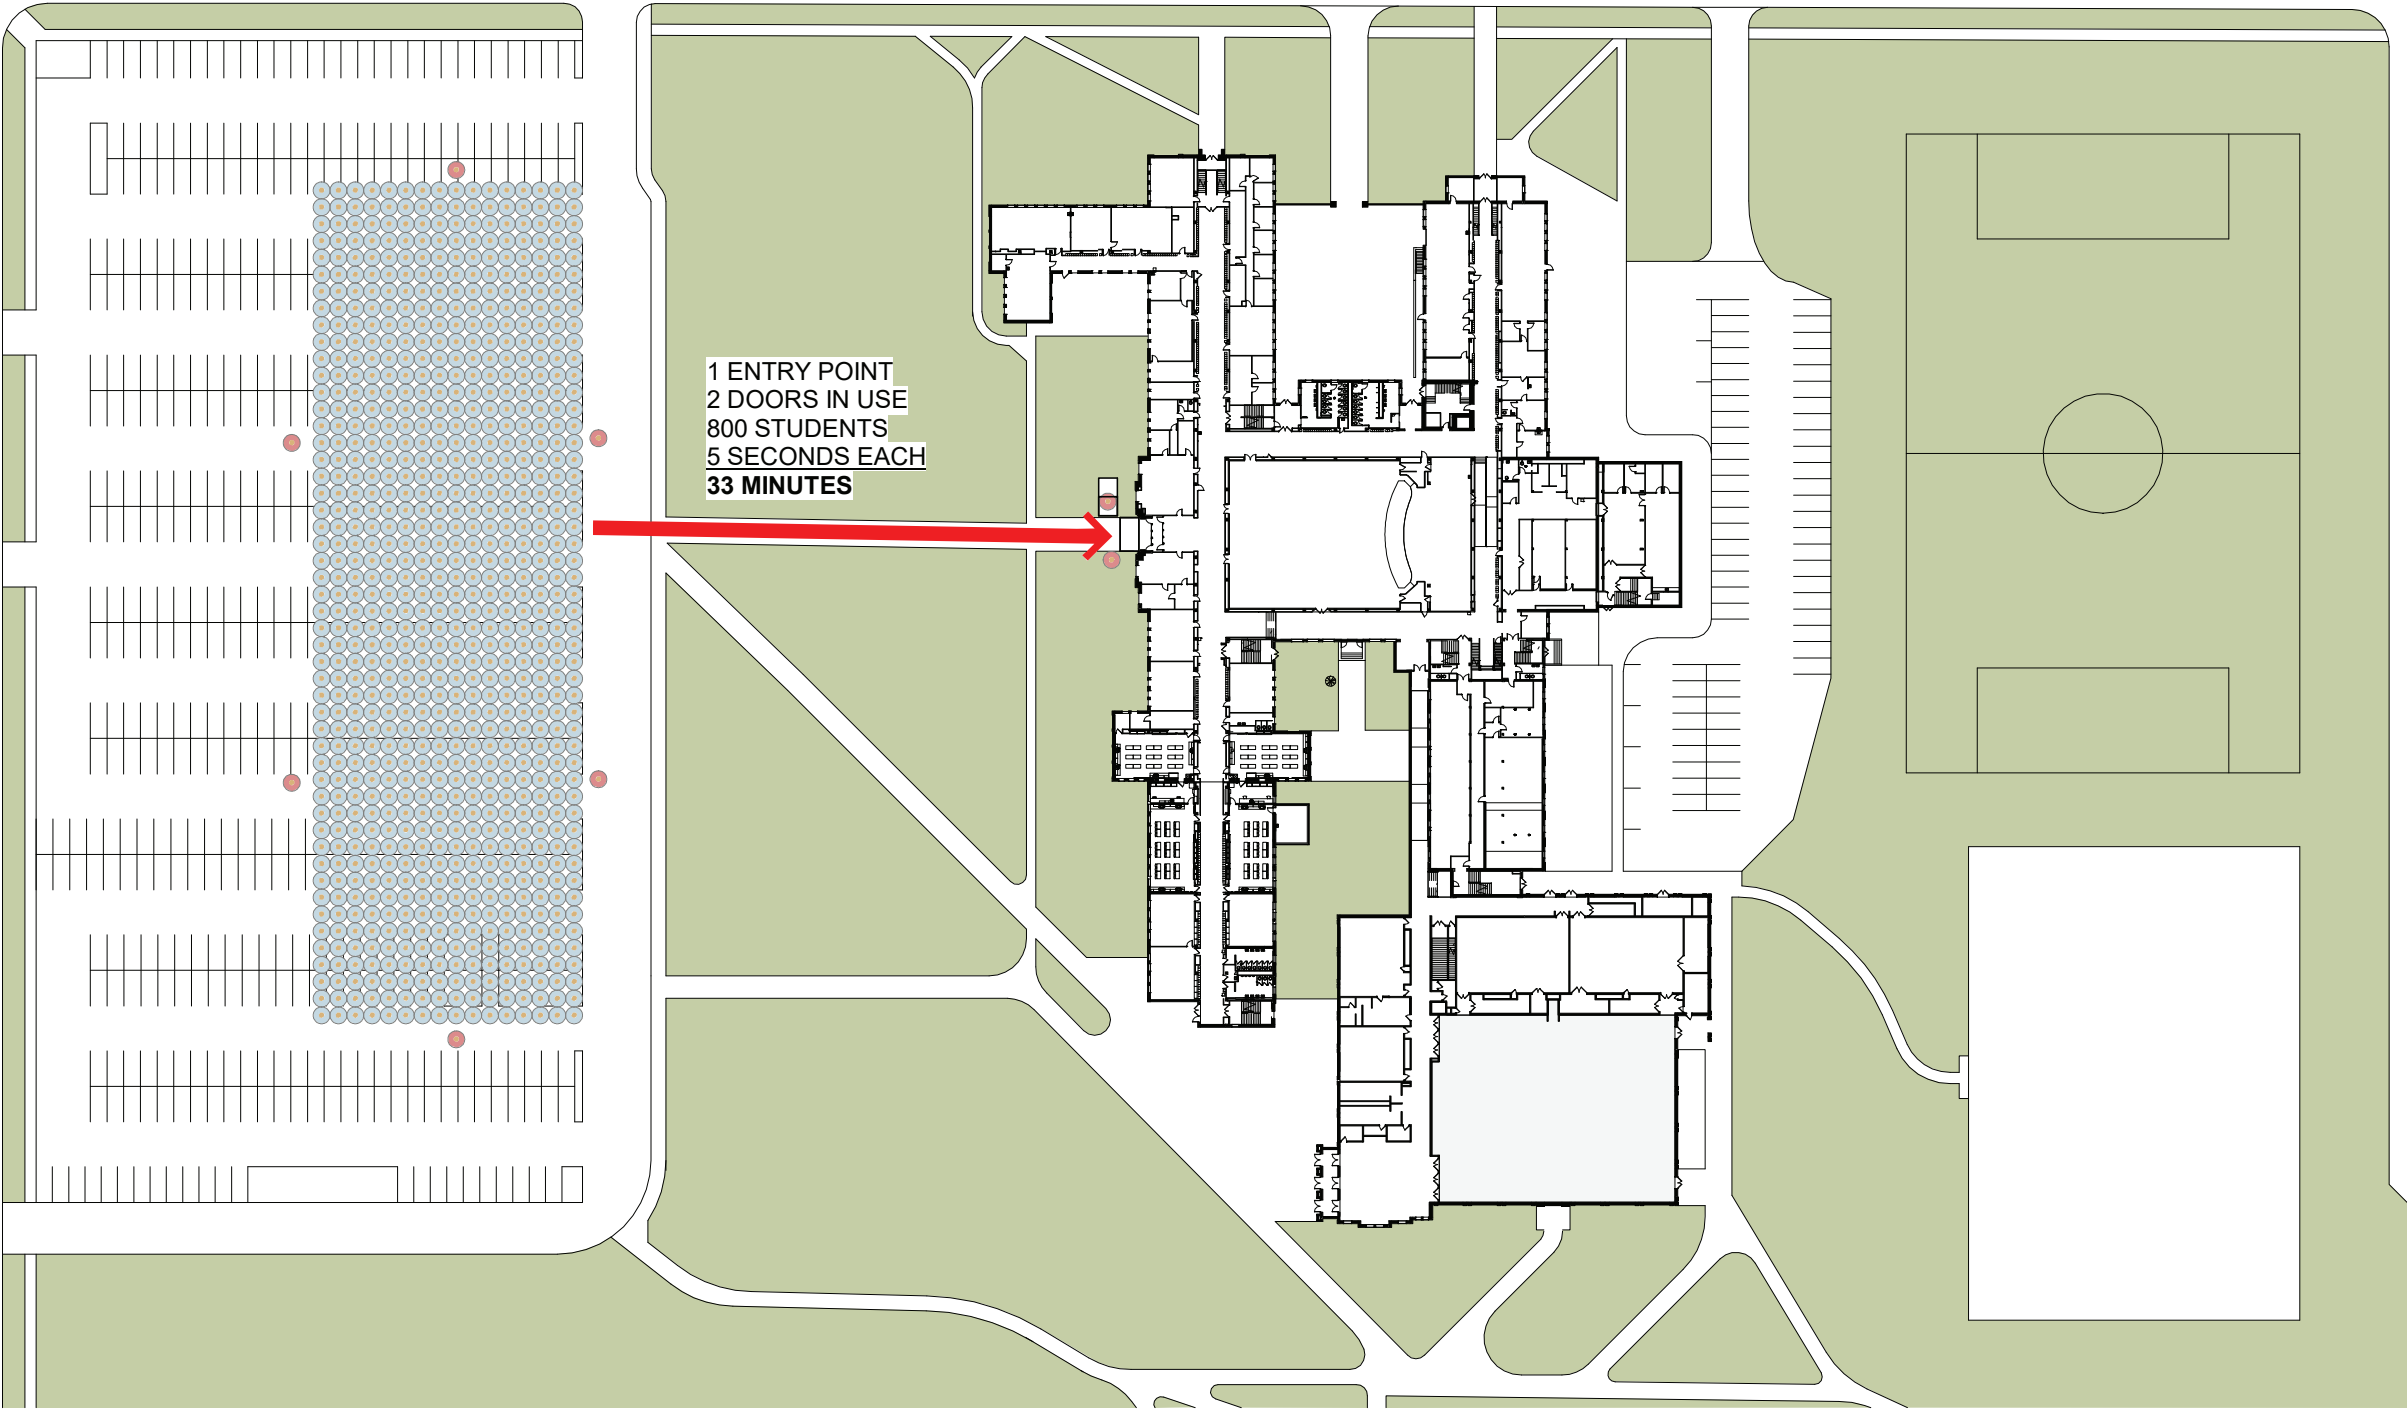 1 ENTRY POINT
2 DOORS IN USE
800 STUDENTS
5 SECONDS EACH
33 MINUTES